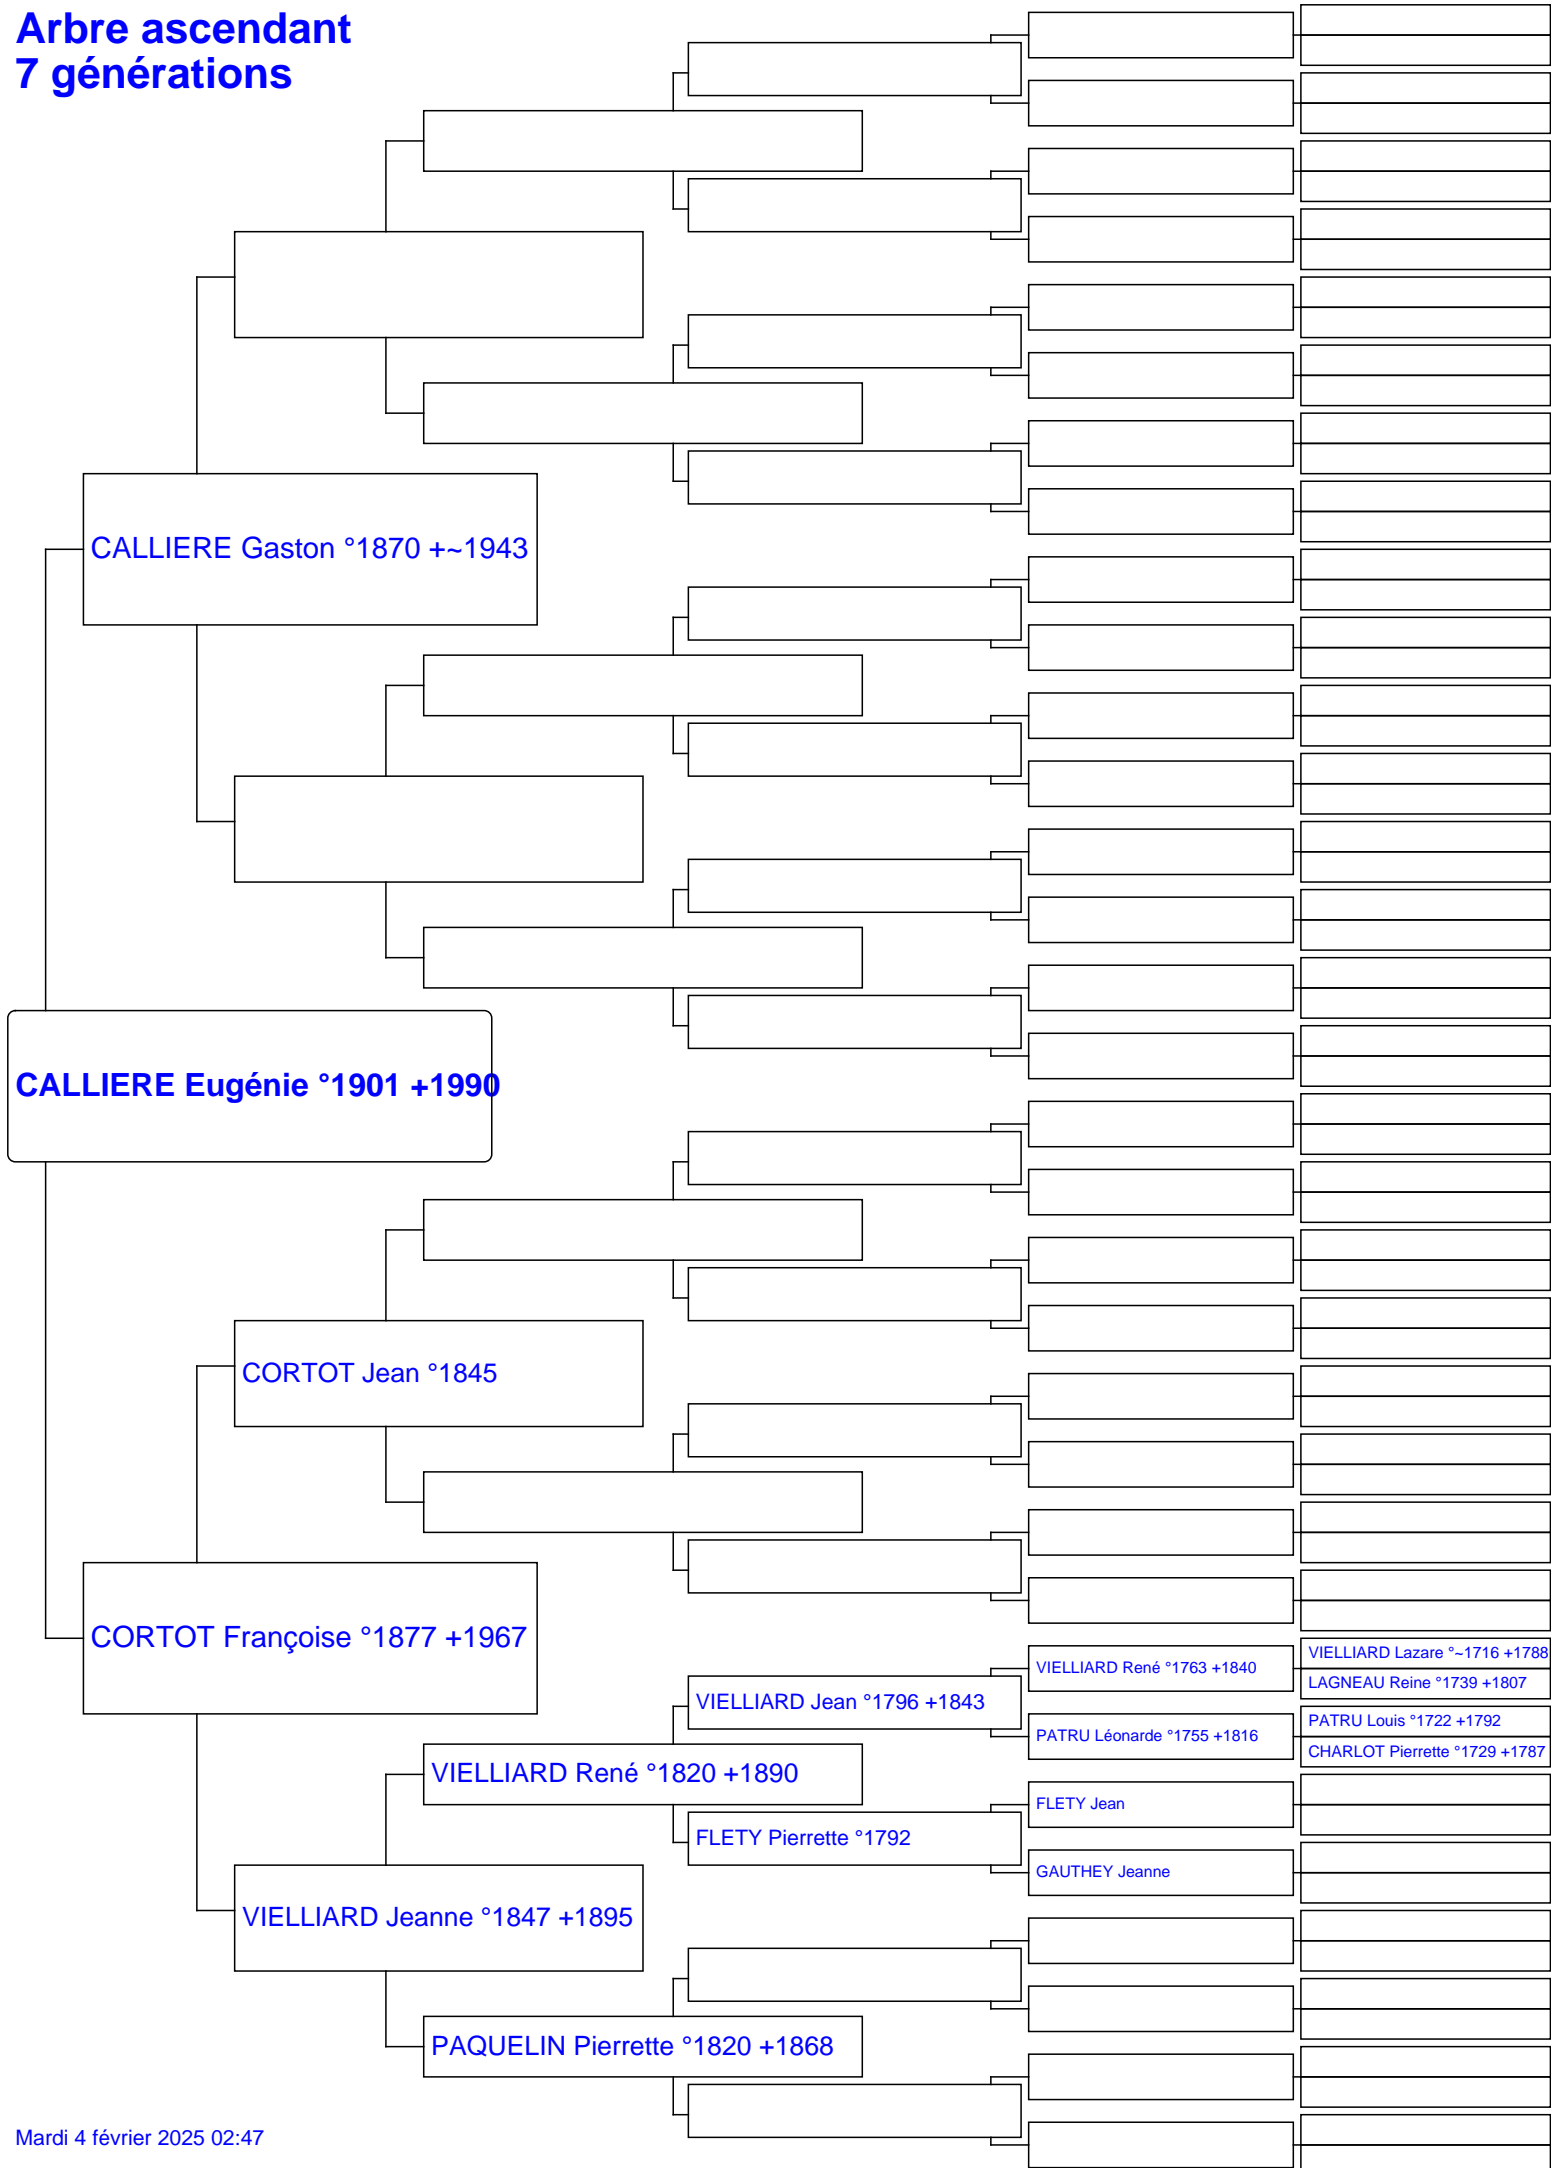 Arbre ascendant
7 générations
CALLIERE Gaston °1870 +~1943
CALLIERE Eugénie °1901 +1990
CORTOT Jean °1845
CORTOT Françoise °1877 +1967
VIELLIARD Lazare °~1716 +1788
VIELLIARD René °1763 +1840
LAGNEAU Reine °1739 +1807
VIELLIARD Jean °1796 +1843
PATRU Louis °1722 +1792
PATRU Léonarde °1755 +1816
CHARLOT Pierrette °1729 +1787
VIELLIARD René °1820 +1890
FLETY Jean
FLETY Pierrette °1792
GAUTHEY Jeanne
VIELLIARD Jeanne °1847 +1895
PAQUELIN Pierrette °1820 +1868
Mardi 4 février 2025 02:47